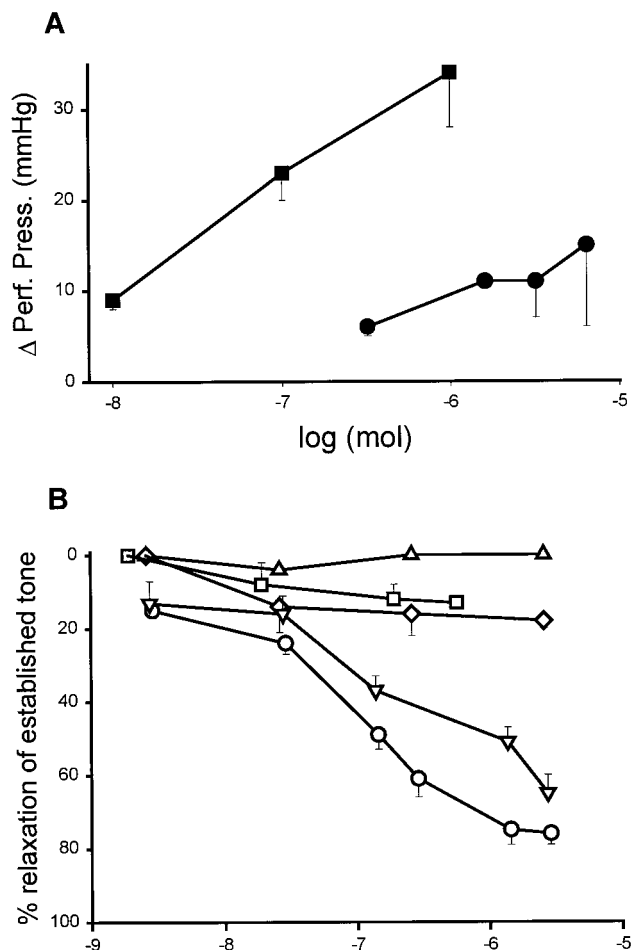 A
Δ Perf. Press. (mmHg)
30
20
10
0
-8 -7 -6 -5
log (mol)
B
% relaxation of established tone
0
20
40
60
80
100
-9 -8 -7 -6 -5